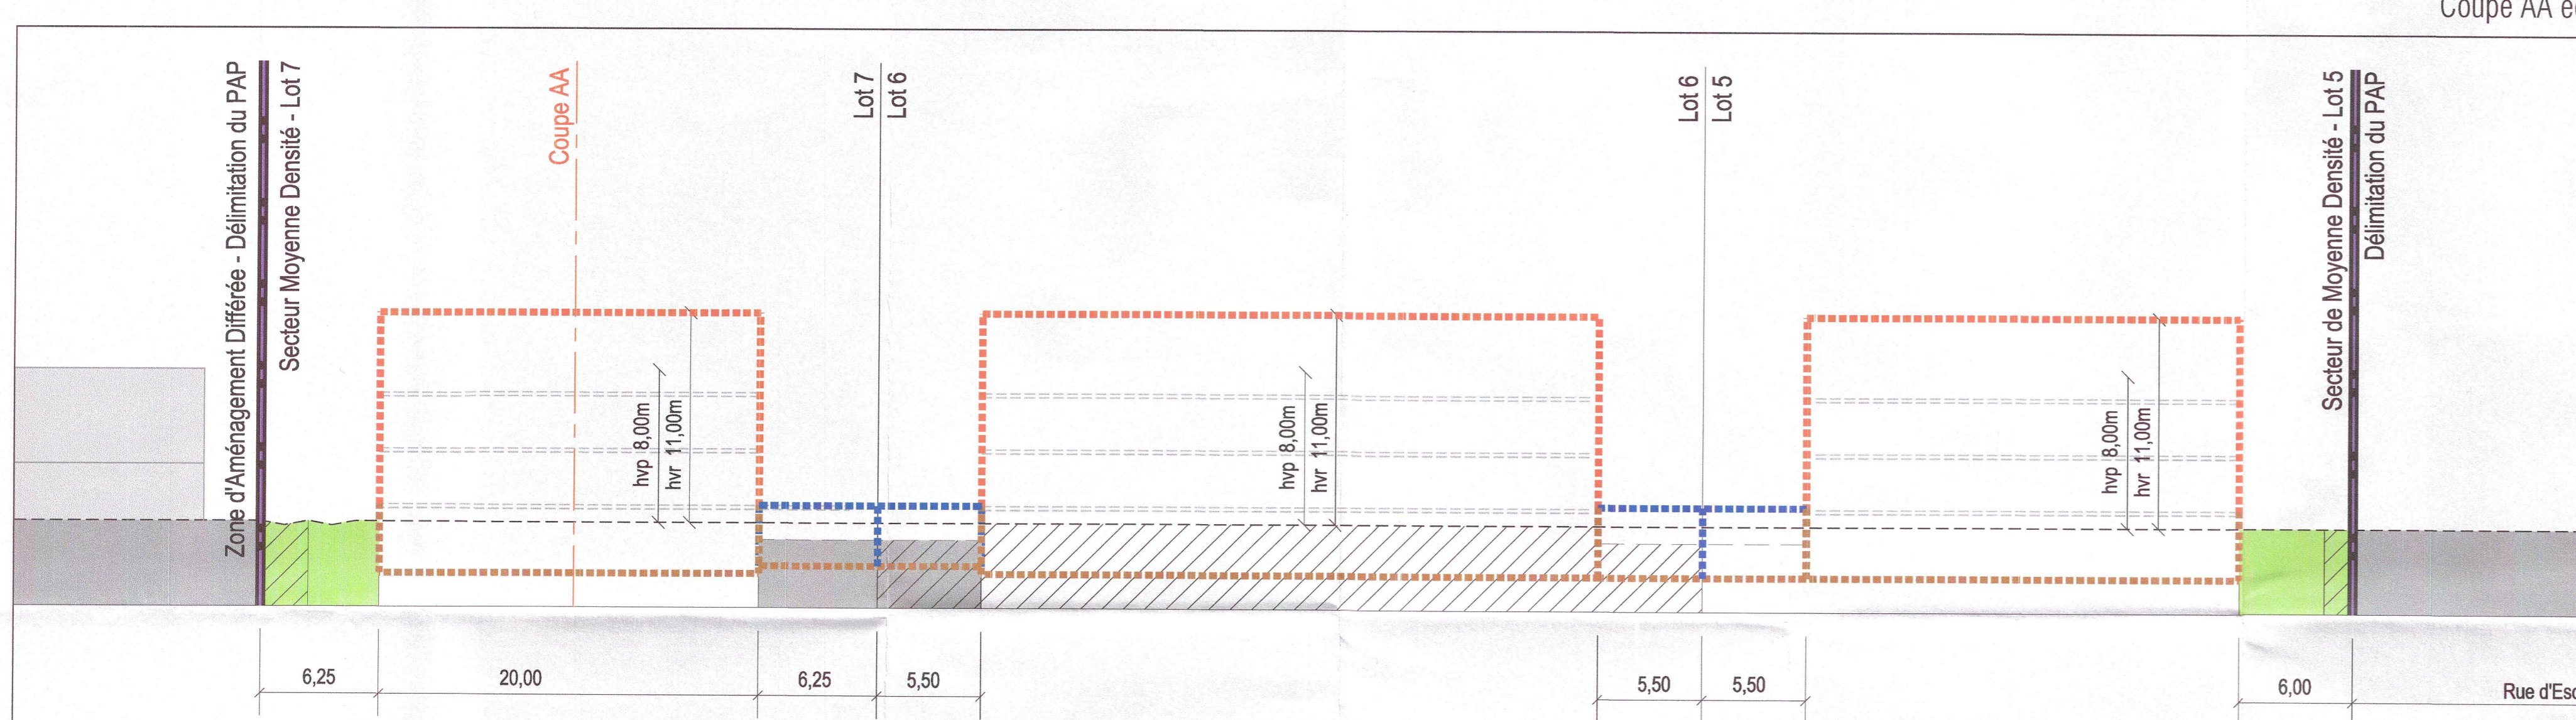 Coupe AA
Zone d'Aménagement Différée - Délimitation du PAP
Secteur Moyenne Densité - Lot 7
Coupe AA
Lot 7
Lot 6
Lot 6
Lot 5
Secteur de Moyenne Densité - Lot 5
Délimitation du PAP
hvp 8,00m
hvr 11,00m
hvp 8,00m
hvr 11,00m
hvp 8,00m
hvr 11,00m
6,25
20,00
6,25
5,50
5,50
5,50
6,00
Rue